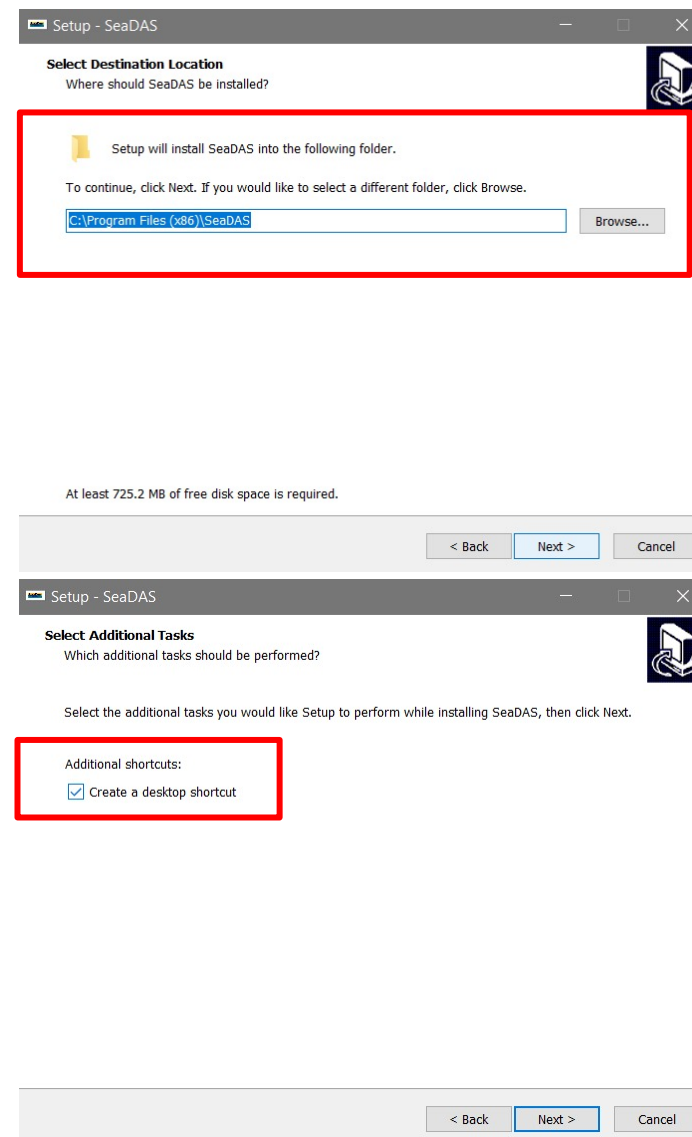 Setup - SeaDAS
Select Destination Location
Where should SeaDAS be installed?
Setup will install SeaDAS into the following folder.
To continue, click Next. If you would like to select a different folder, click Browse.
C:\Program Files (x86)\SeaDAS
Browse...
At least 725.2 MB of free disk space is required.
< Back Next > Cancel
Setup - SeaDAS
Select Additional Tasks
Which additional tasks should be performed?
Select the additional tasks you would like Setup to perform while installing SeaDAS, then click Next.
Additional shortcuts:
Create a desktop shortcut
< Back Next > Cancel